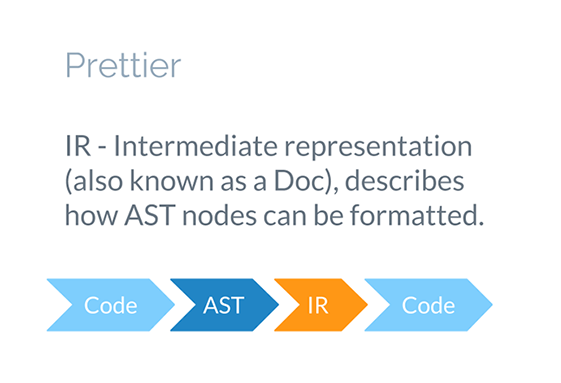 Prettier
IR - Intermediate representation
(also known as a Doc), describes
how AST nodes can be formatted.
Code AST IR Code